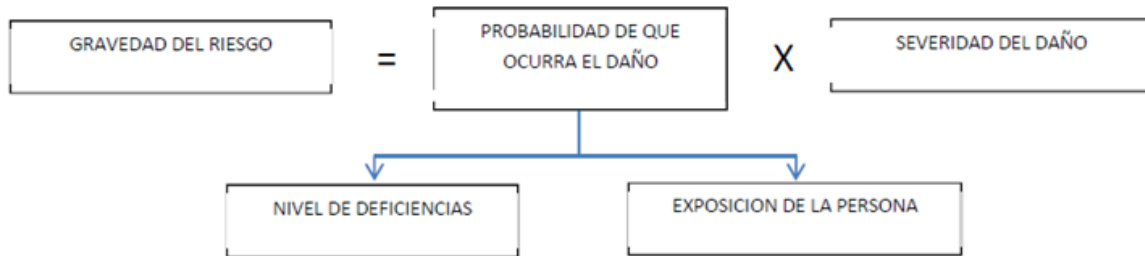 GRAVEDAD DEL RIESGO
=
PROBABILIDAD DE QUE
OCURRA EL DAÑO
X
SEVERIDAD DEL DAÑO
NIVEL DE DEFICIENCIAS
EXPOSICION DE LA PERSONA